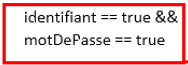 identifiant == true &&
motDePasse == true